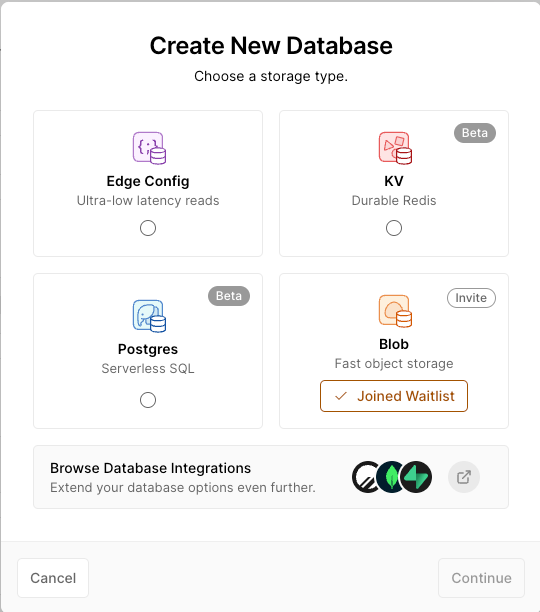 Create New Database
Choose a storage type.
Edge Config
Ultra-low latency reads
Beta
KV
Durable Redis
Beta
Postgres
Serverless SQL
Invite
Blob
Fast object storage
Joined Waitlist
Browse Database Integrations
Extend your database options even further.
Cancel
Continue